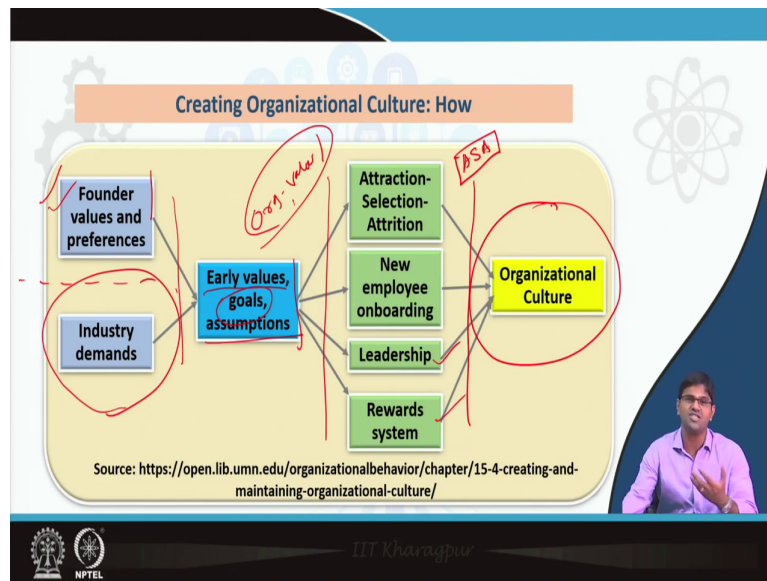 Creating Organizational Culture: How
Founder
values and
preferences
Industry
demands
Org-value
Early values,
goals,
assumptions
ASA
Attraction-
Selection-
Attrition
New
employee
onboarding
Leadership
Rewards
system
Organizational
Culture
Source: https://open.lib.umn.edu/organizationalbehavior/chapter/15-4-creating-and-
maintaining-organizational-culture/
IIT Kharagpur
NPTEL